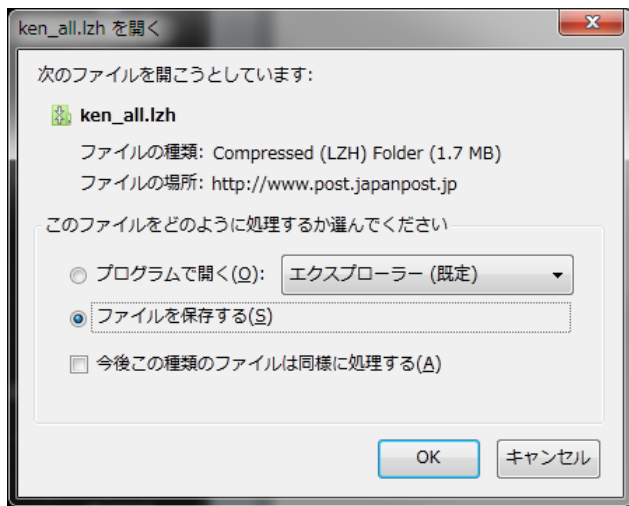 ken_all.lzh を開く
次のファイルを開こうとしています:
ken_all.lzh
ファイルの種類: Compressed (LZH) Folder (1.7 MB)
ファイルの場所: http://www.post.japanpost.jp
このファイルをどのように処理するか選んでください
プログラムで開く(O): エクスプローラー (既定)
ファイルを保存する(S)
今後この種類のファイルは同様に処理する(A)
OK キャンセル